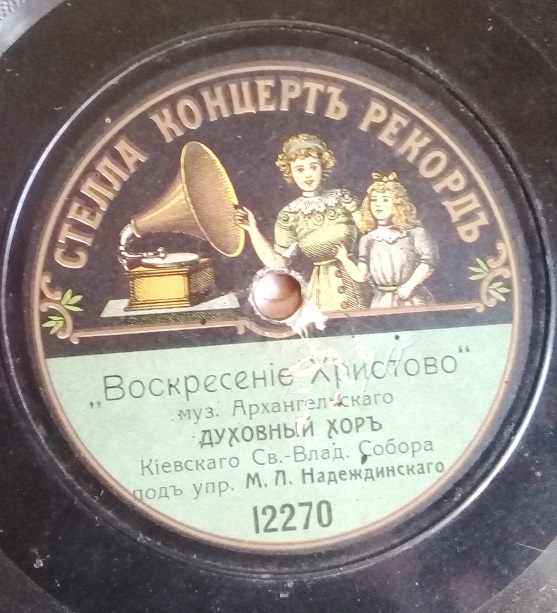 СТЕЛЛА КОНЦЕРТЪ РЕКОРДЪ
„Воскресеніе Христово“
муз. Архангельскаго
ДУХОВНЫЙ ХОРЪ
Кіевскаго Св.-Влад. Собора
подъ упр. М. Л. Надеждинскаго
12270